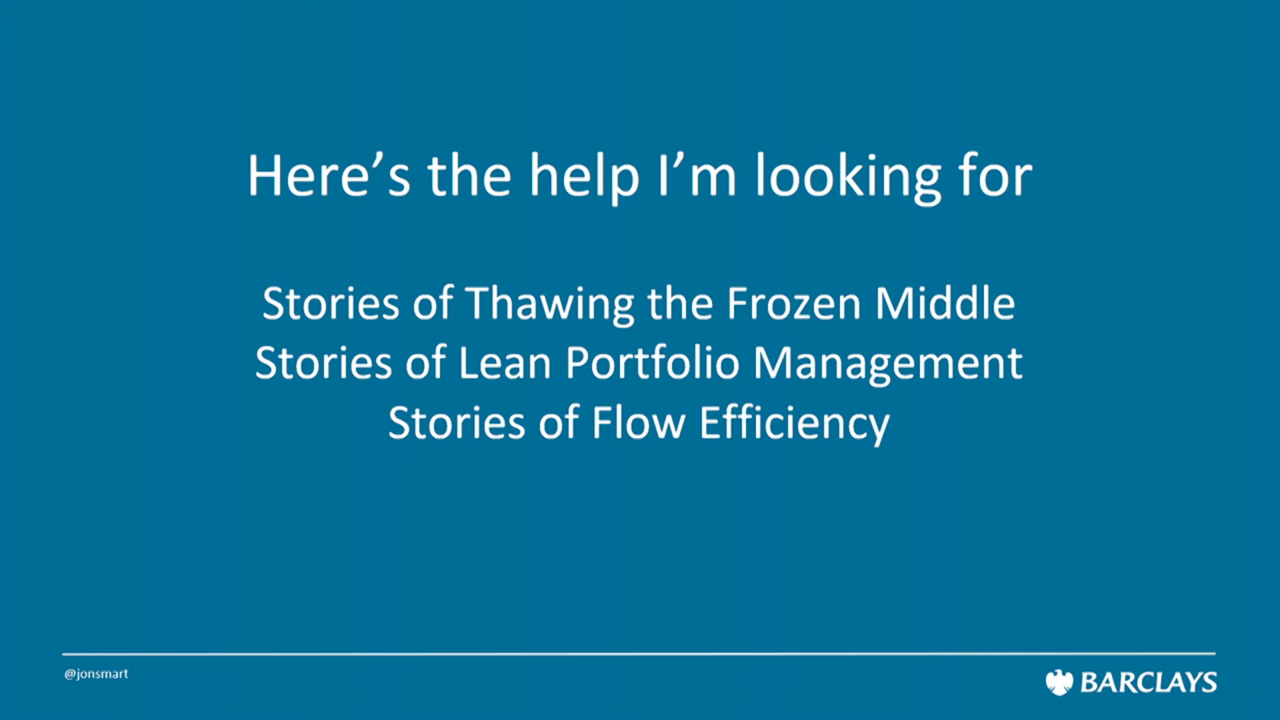 Here’s the help I’m looking for
Stories of Thawing the Frozen Middle
Stories of Lean Portfolio Management
Stories of Flow Efficiency
@jonsmart
BARCLAYS